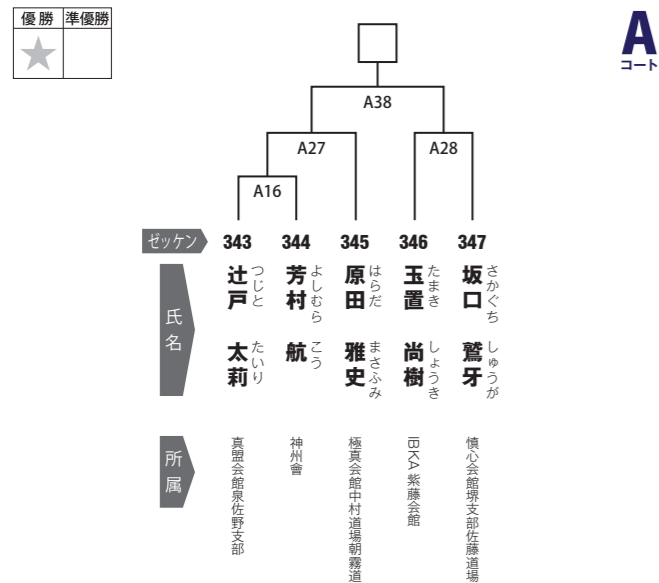 優勝 準優勝
A
コート
A38
A27
A28
A16
ゼッケン 343 344 345 346 347
氏名
辻戸 太莉
つじと たいり
芳村 航
よしむら こう
原田 雅史
はらだ まさふみ
玉置 尚樹
たまき しょうき
坂口 鷲牙
さかぐち しゅうが
所属
真盟会館泉佐野支部
神州會
極真会館中村道場朝霧道
IBKA 紫藤会館
慎心会館堺支部佐藤道場